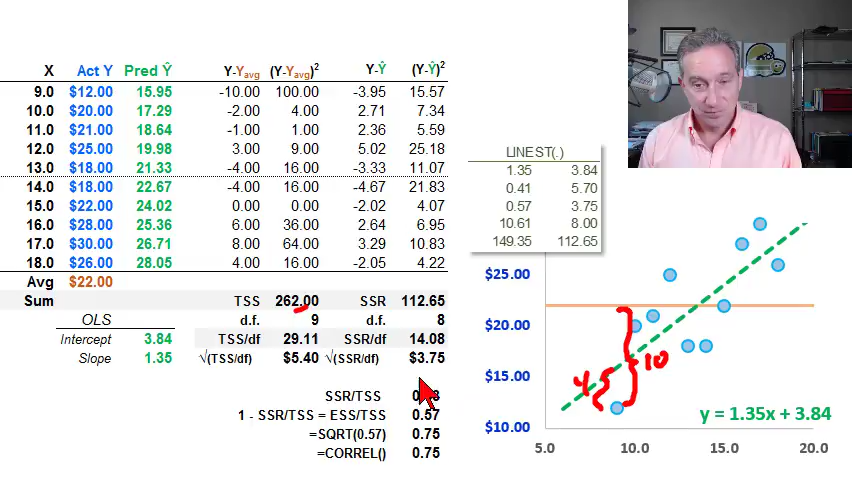 X Act Y Pred Ŷ Y-Yavg (Y-Yavg)² Y-Ŷ (Y-Ŷ)²
9.0 $12.00 15.95 -10.00 100.00 -3.95 15.57
10.0 $20.00 17.29 -2.00 4.00 2.71 7.34
11.0 $21.00 18.64 -1.00 1.00 2.36 5.59
12.0 $25.00 19.98 3.00 9.00 5.02 25.18
13.0 $18.00 21.33 -4.00 16.00 -3.33 11.07
14.0 $18.00 22.67 -4.00 16.00 -4.67 21.83
15.0 $22.00 24.02 0.00 0.00 -2.02 4.07
16.0 $28.00 25.36 6.00 36.00 2.64 6.95
17.0 $30.00 26.71 8.00 64.00 3.29 10.83
18.0 $26.00 28.05 4.00 16.00 -2.05 4.22
Avg $22.00
Sum TSS 262.00 SSR 112.65
OLS d.f. 9 d.f. 8
Intercept 3.84 TSS/df 29.11 SSR/df 14.08
Slope 1.35 √(TSS/df) $5.40 √(SSR/df) $3.75
SSR/TSS
1 - SSR/TSS = ESS/TSS 0.57
=SQRT(0.57) 0.75
=CORREL() 0.75
LINEST(.)
1.35 3.84
0.41 5.70
0.57 3.75
10.61 8.00
149.35 112.65
$25.00
$20.00
$15.00
$10.00
5.0 10.0 15.0 20.0
4
10
y = 1.35x + 3.84